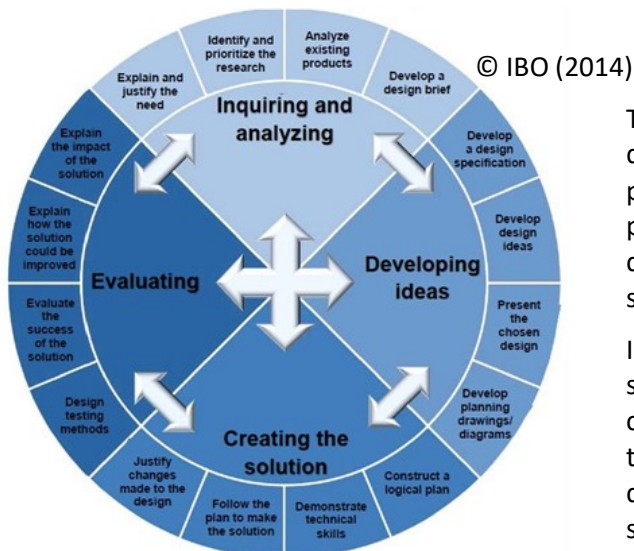 © IBO (2014)
Explain and
justify the
need
Identify and
prioritize the
research
Analyze
existing
products
Develop a
design brief
Inquiring and
analyzing
Develop
a design
specification
Develop
design
ideas
Present
the
chosen
design
Develop
planning
drawings/
diagrams
Developing
ideas
Construct a
logical plan
Demonstrate
technical
skills
Follow the
plan to make
the solution
Justify
changes
made to the
design
Creating the
solution
Design
testing
methods
Evaluate
the
success
of the
solution
Explain
how the
solution
could be
improved
Explain
the impact
of the
solution
Evaluating